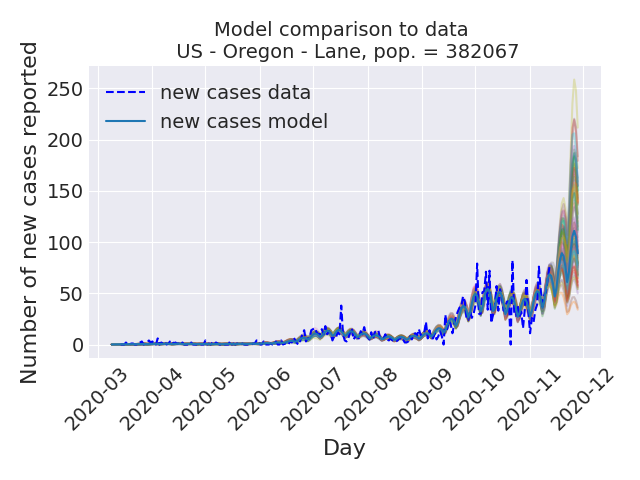 Model comparison to data
US - Oregon - Lane, pop. = 382067
Number of new cases reported
250
200
150
100
50
0
new cases data
new cases model
2020-03
2020-04
2020-05
2020-06
2020-07
2020-08
2020-09
2020-10
2020-11
2020-12
Day